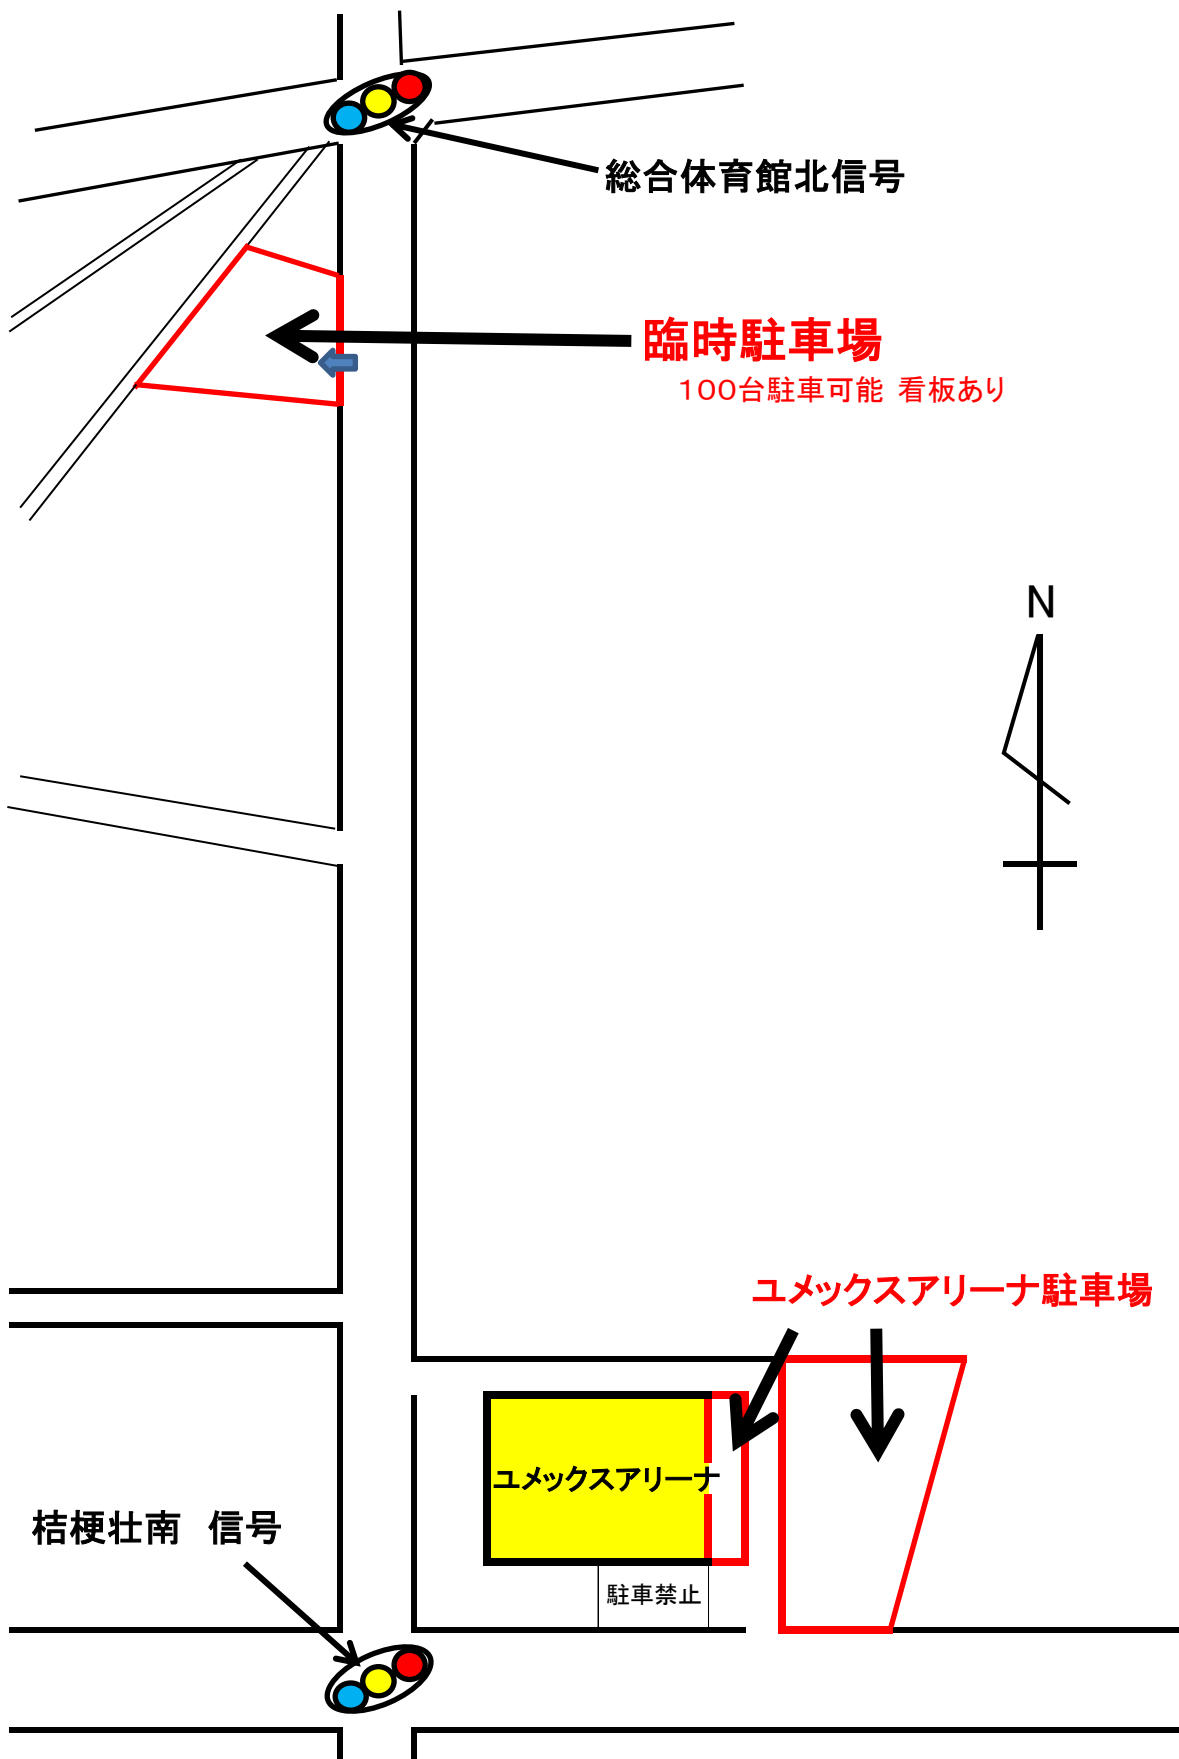 総合体育館北信号
臨時駐車場
100台駐車可能 看板あり
N
ユメックスアリーナ駐車場
ユメックスアリーナ
桔梗壮南 信号
駐車禁止